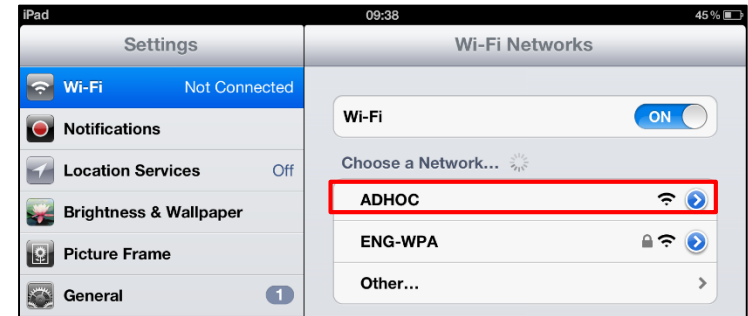 iPad 09:38 45%
Settings
Wi-Fi Networks
Wi-Fi Not Connected
Notifications
Location Services Off
Brightness & Wallpaper
Picture Frame
General 1
Wi-Fi ON
Choose a Network...
ADHOC
ENG-WPA
Other...